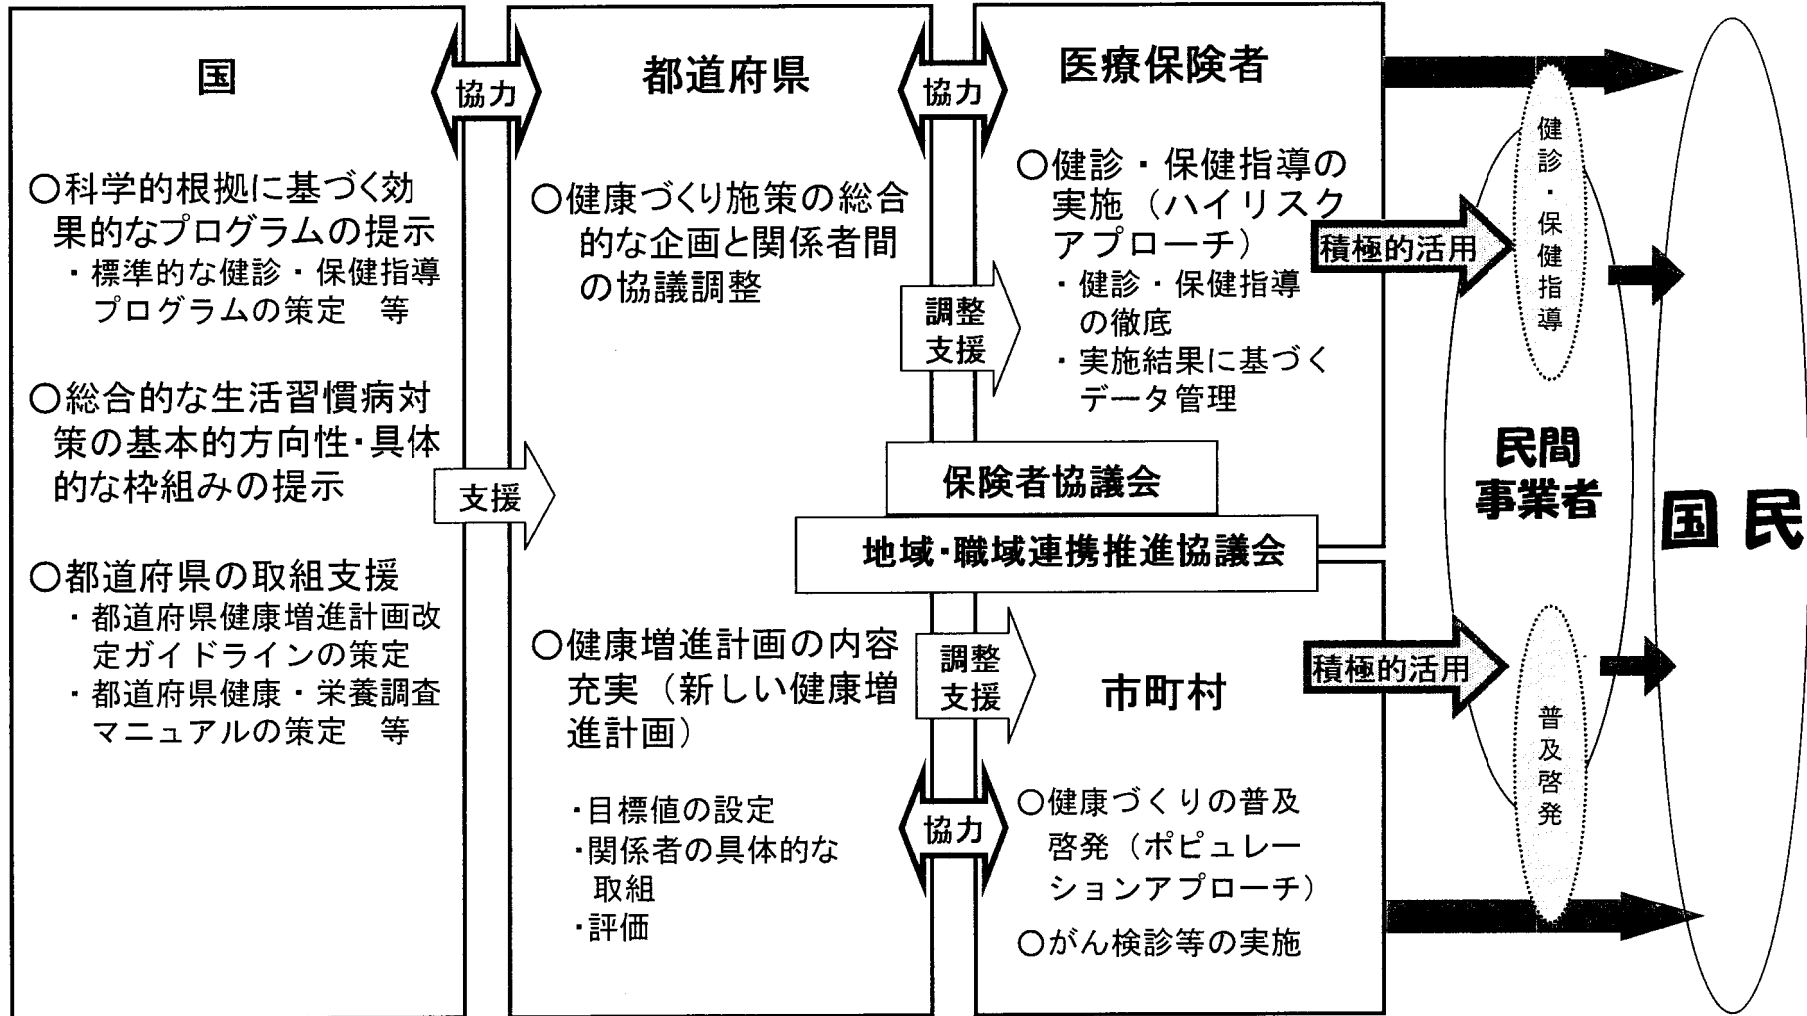 国
○科学的根拠に基づく効
果的なプログラムの提示
・標準的な健診・保健指導
プログラムの策定　等
○総合的な生活習慣病対
策の基本的方向性・具体
的な枠組みの提示
○都道府県の取組支援
・都道府県健康増進計画改
定ガイドラインの策定
・都道府県健康・栄養調査
マニュアルの策定　等
協力
支援
都道府県
○健康づくり施策の総合
的な企画と関係者間
の協議調整
○健康増進計画の内容
充実（新しい健康増
進計画）
・目標値の設定
・関係者の具体的な
取組
・評価
協力
調整
支援
保険者協議会
地域・職域連携推進協議会
調整
支援
協力
医療保険者
○健診・保健指導の
実施（ハイリスク
アプローチ）
・健診・保健指導
の徹底
・実施結果に基づく
データ管理
市町村
○健康づくりの普及
啓発（ポピュレー
ションアプローチ）
○がん検診等の実施
積極的活用
積極的活用
健診・保健指導
民間
事業者
普及啓発
国民